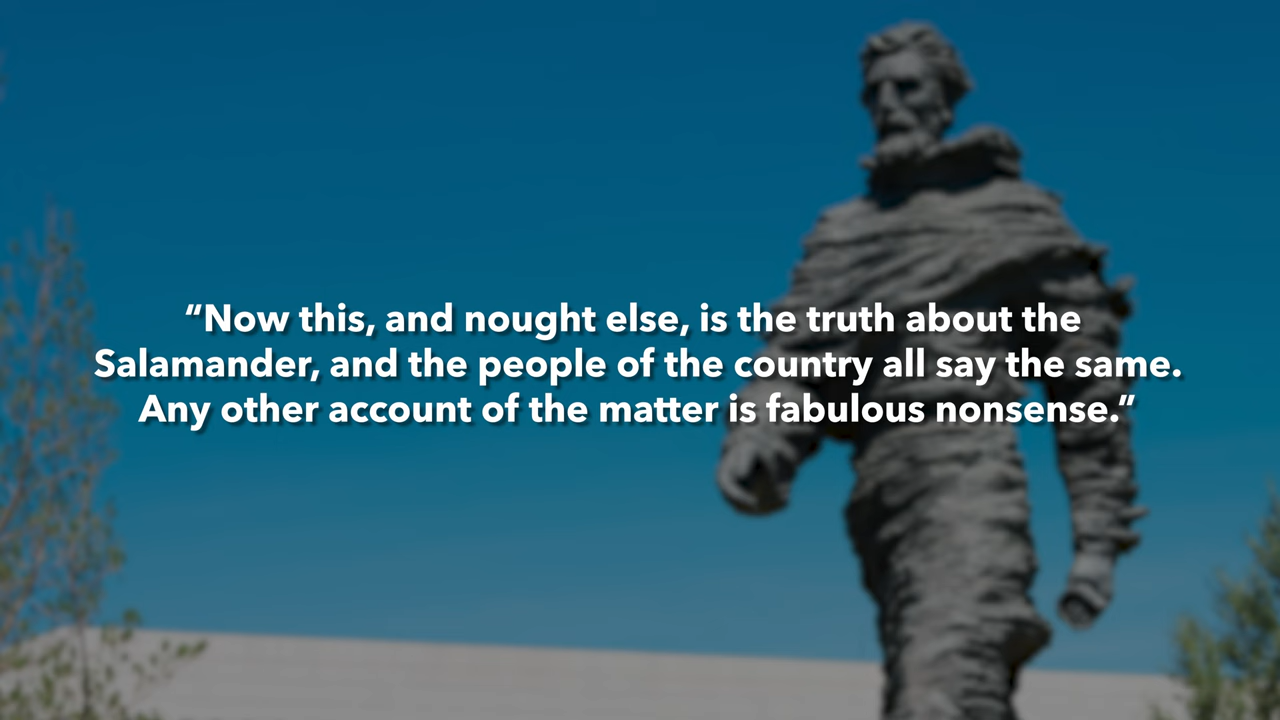 “Now this, and nought else, is the truth about the
Salamander, and the people of the country all say the same.
Any other account of the matter is fabulous nonsense.”